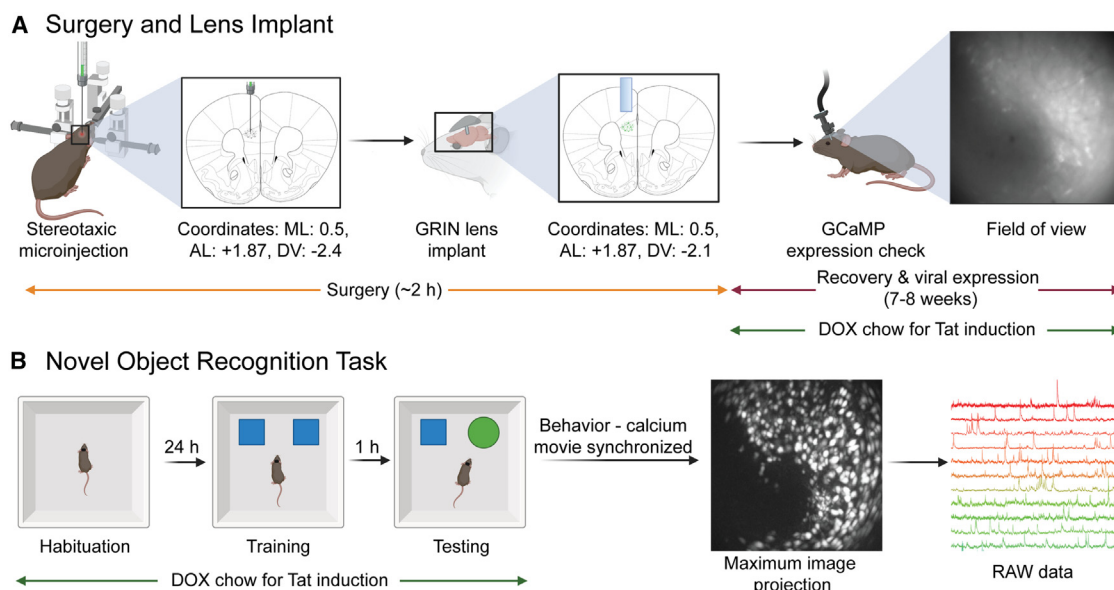 A Surgery and Lens Implant
Stereotaxic
microinjection
Coordinates: ML: 0.5,
AL: +1.87, DV: -2.4
GRIN lens
implant
Coordinates: ML: 0.5,
AL: +1.87, DV: -2.1
GCaMP
expression check
Field of view
Surgery (~2 h)
Recovery & viral expression
(7-8 weeks)
DOX chow for Tat induction
B Novel Object Recognition Task
24 h
1 h
Behavior - calcium
movie synchronized
Habituation
Training
Testing
Maximum image
projection
RAW data
DOX chow for Tat induction